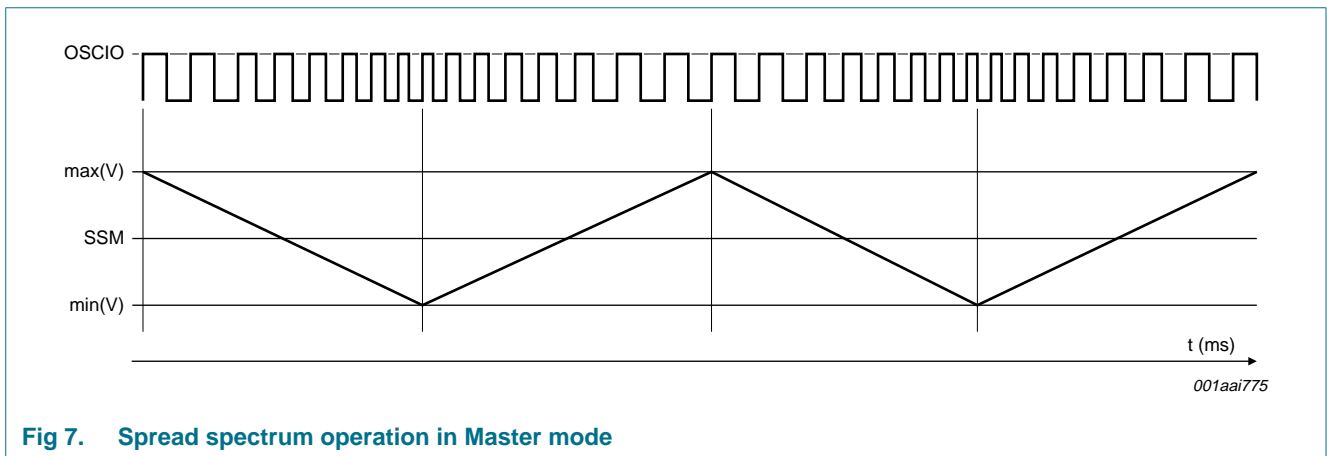 OSCIO
max(V)
SSM
min(V)
t (ms)
001aai775
Fig 7. Spread spectrum operation in Master mode